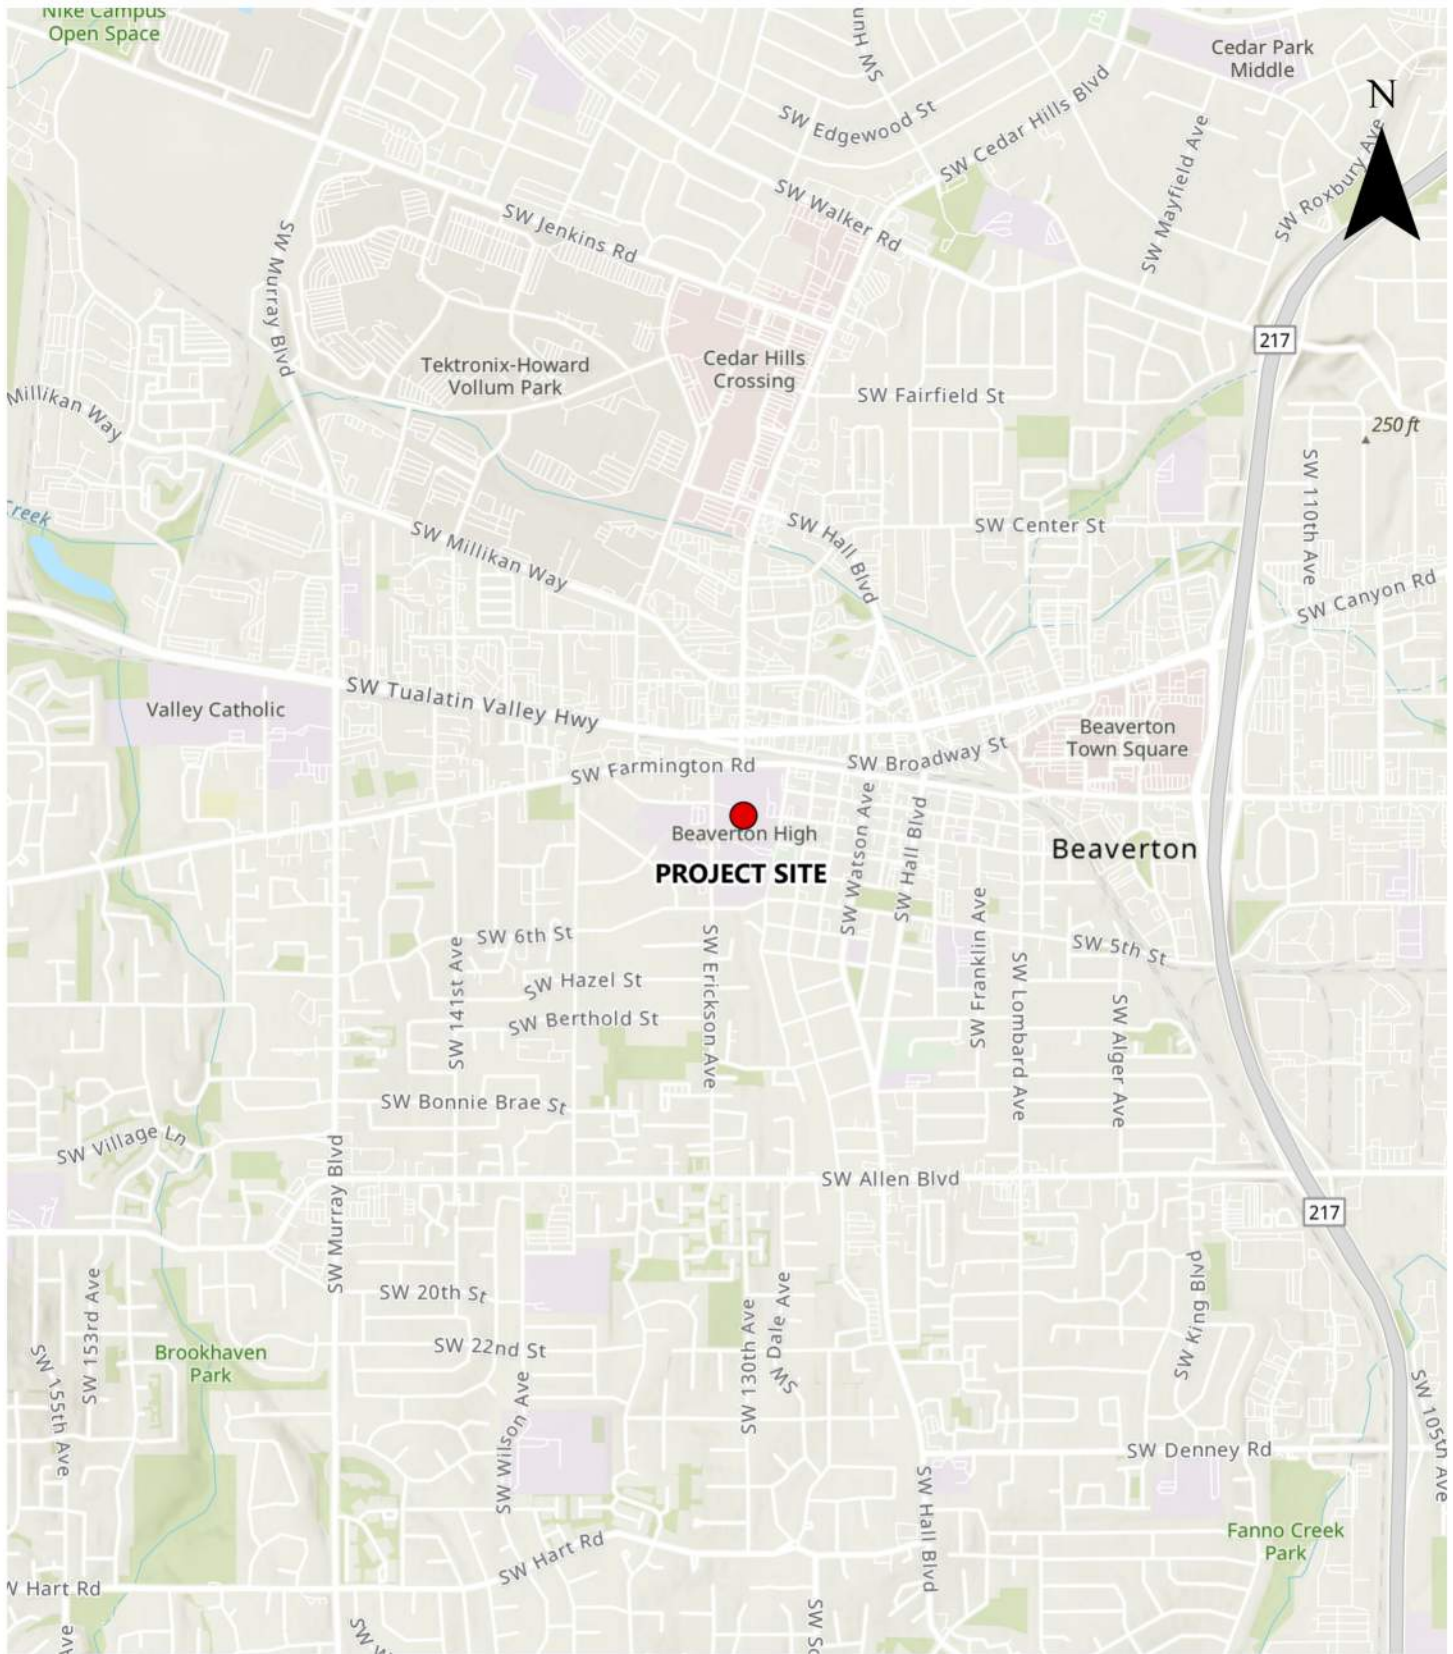 Nike Campus
Open Space
SW Hun
Cedar Park
Middle
N
SW Edgewood St
SW Cedar Hills Blvd
SW Mayfield Ave
SW Roxbury Ave
SW Walker Rd
SW Jenkins Rd
SW Murray Blvd
217
Tektronix-Howard
Vollum Park
Cedar Hills
Crossing
SW Fairfield St
Millikan Way
250 ft
SW 110th Ave
Creek
SW Millikan Way
SW Hall Blvd
SW Center St
SW Canyon Rd
SW Tualatin Valley Hwy
Valley Catholic
Beaverton
Town Square
SW Farmington Rd
SW Broadway St
SW Watson Ave
SW Hall Blvd
Beaverton High
PROJECT SITE
Beaverton
SW 6th St
SW 141st Ave
SW Erickson Ave
SW Franklin Ave
SW 5th St
SW Hazel St
SW Lombard Ave
SW Berthold St
SW Alger Ave
SW Bonnie Brae St
SW Village Ln
SW Murray Blvd
SW Allen Blvd
217
SW 153rd Ave
SW 20th St
SW 130th Ave
SW Dale Ave
SW King Blvd
SW 22nd St
Brookhaven
Park
SW 155th Ave
SW Wilson Ave
SW 105th Ave
SW Denney Rd
SW Hall Blvd
Fanno Creek
Park
SW Hart Rd
W Hart Rd
Ave
SW W
SW So